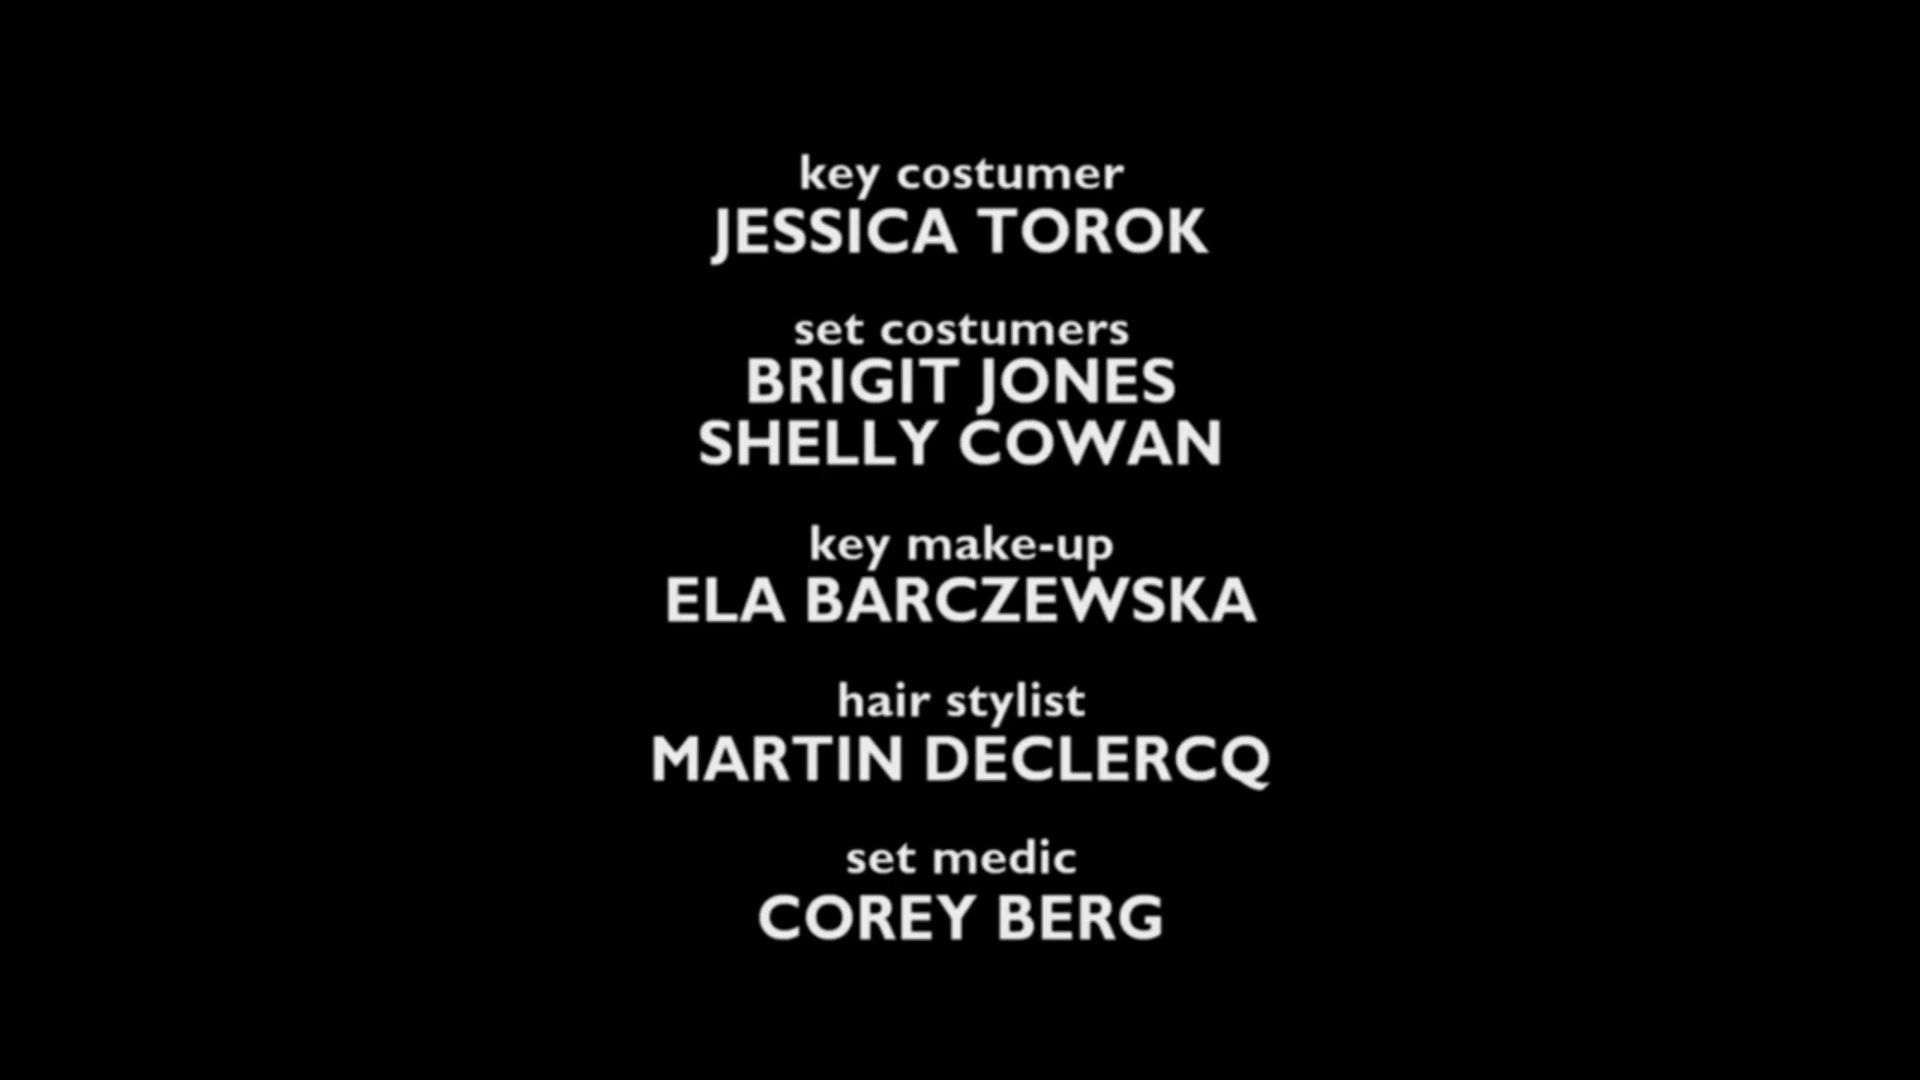 key costumer
JESSICA TOROK
set costumers
BRIGIT JONES
SHELLY COWAN
key make-up
ELA BARCZEWSKA
hair stylist
MARTIN DECLERCQ
set medic
COREY BERG